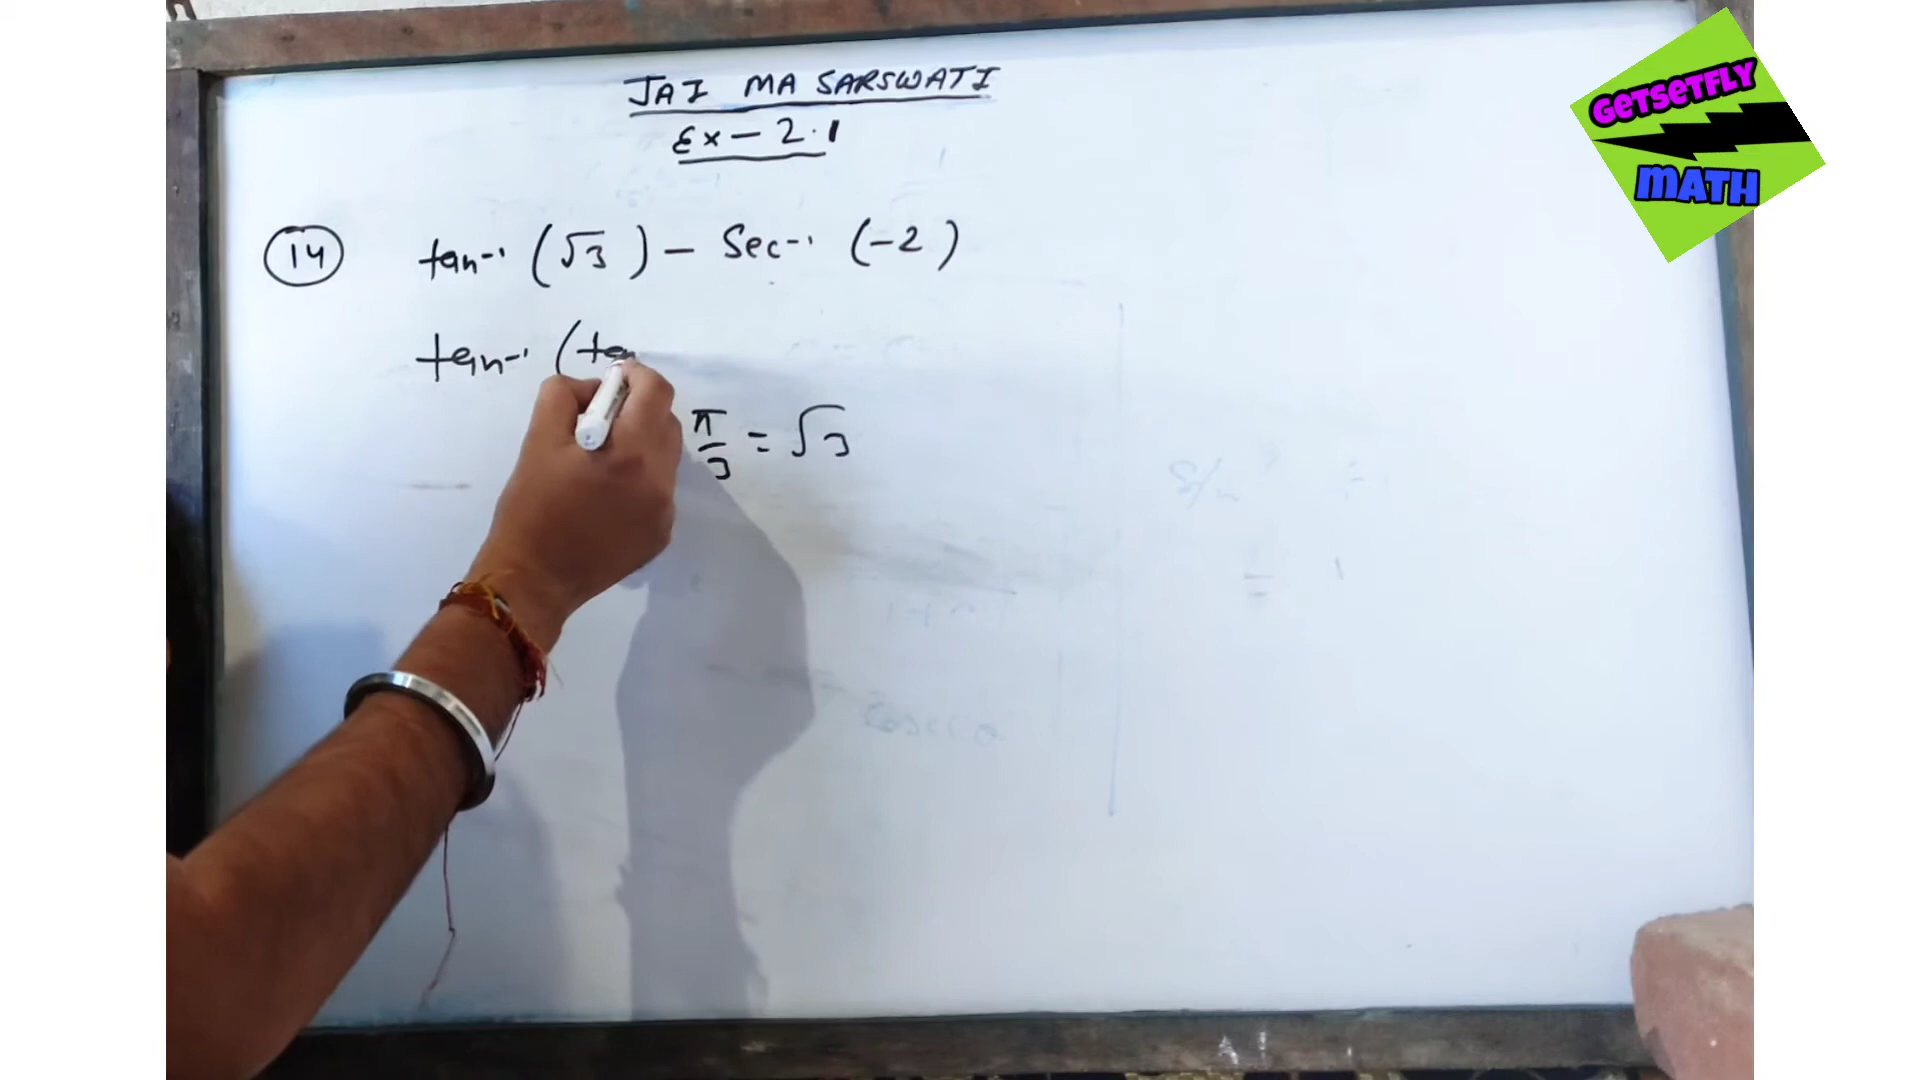 JAI MA SARSWATI
Ex - 2.1
GETSETFLY
MATH
14 tan-1 (√3) - Sec-1 (-2)
tan-1 (tan
π/3 = √3